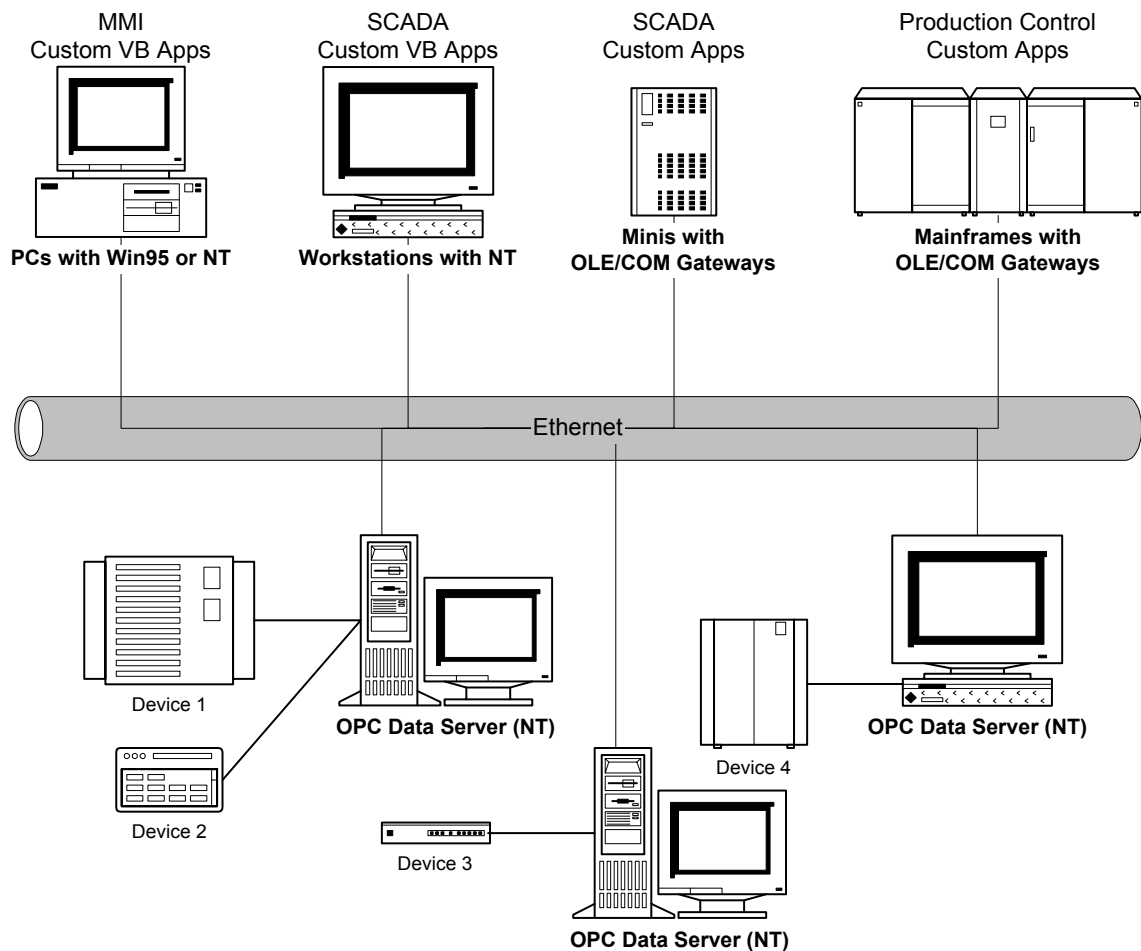 MMI
Custom VB Apps
SCADA
Custom VB Apps
SCADA
Custom Apps
Production Control
Custom Apps
PCs with Win95 or NT
Workstations with NT
Minis with
OLE/COM Gateways
Mainframes with
OLE/COM Gateways
Ethernet
Device 1
OPC Data Server (NT)
Device 2
Device 4
OPC Data Server (NT)
Device 3
OPC Data Server (NT)